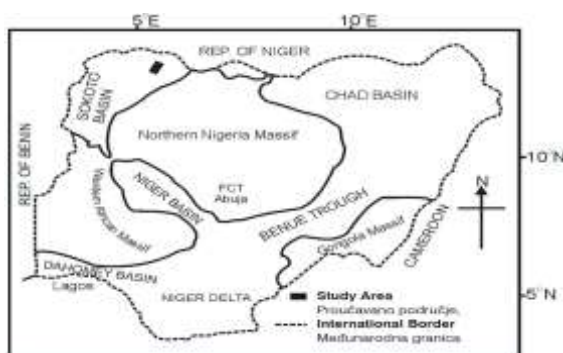 5°E
10°E
REP. OF NIGER
SOKOTO
BASIN
CHAD BASIN
Northern Nigeria Massif
REP. OF BENIN
10°N
NIGER BASIN
FCT
Abuja
N
Western African Massif
BENUE TROUGH
Gongola Massif
CAMEROON
DAHOMEY BASIN
Lagos
NIGER DELTA
5°N
Study Area
Proučavano područje,
International Border
Međunarodna granica